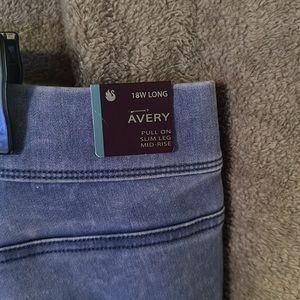 18W LONG
AVERY
PULL ON
SLIM LEG
MID-RISE